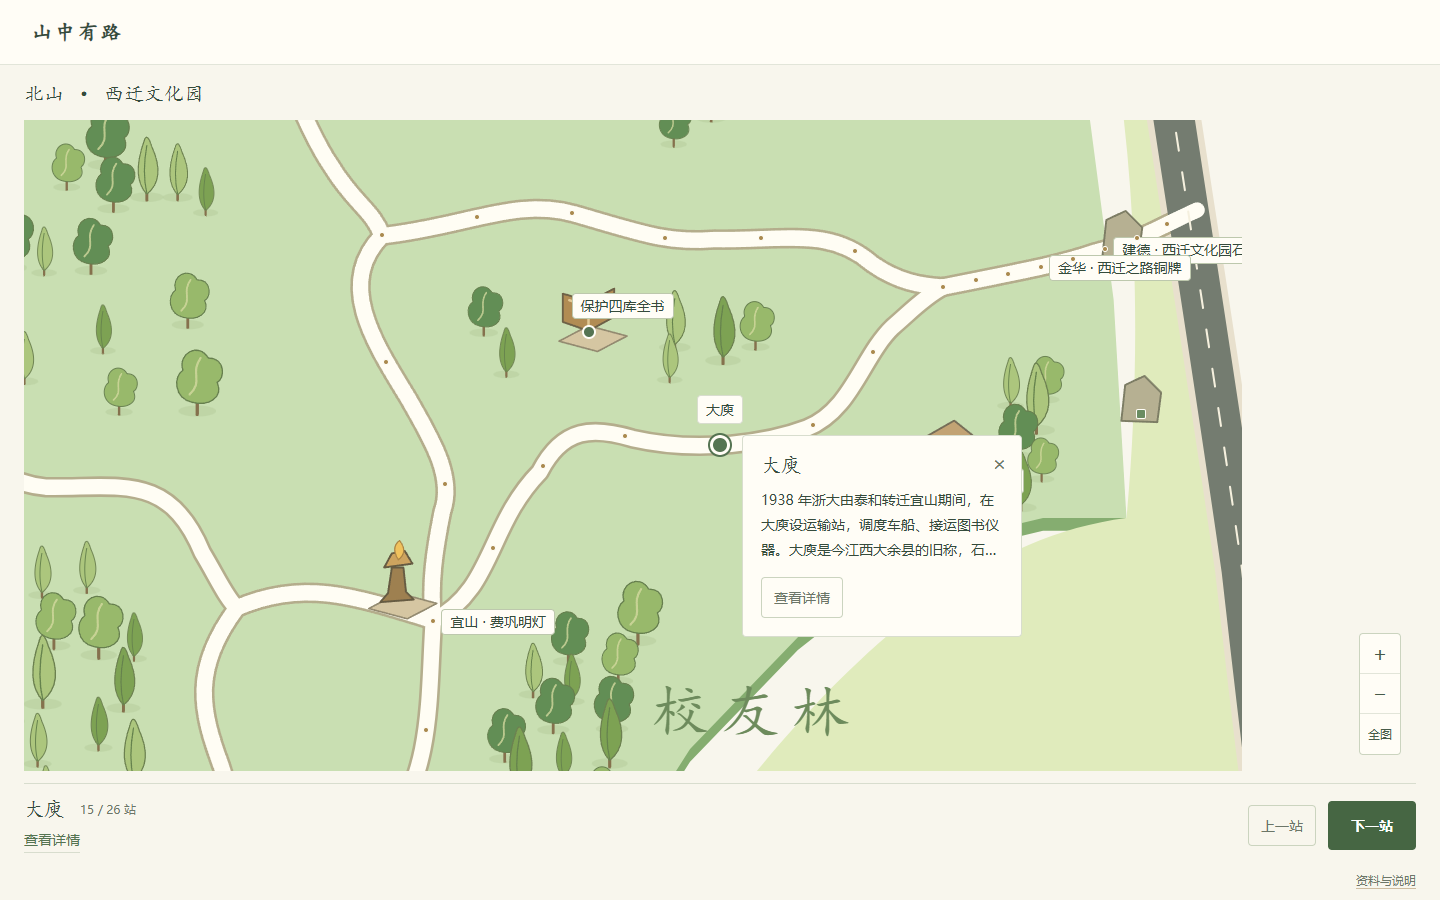 山中有路
北山 • 西迁文化园
建德 · 西迁文化园石
金华 · 西迁之路铜牌
保护四库全书
大庾
大庾
×
1938 年浙大由泰和转迁宜山期间，在
大庾设运输站，调度车船、接运图书仪
器。大庾是今江西大余县的旧称，石...
查看详情
宜山 · 费巩明灯
校友林
+
−
全图
大庾 15 / 26 站
查看详情
上一站
下一站
资料与说明